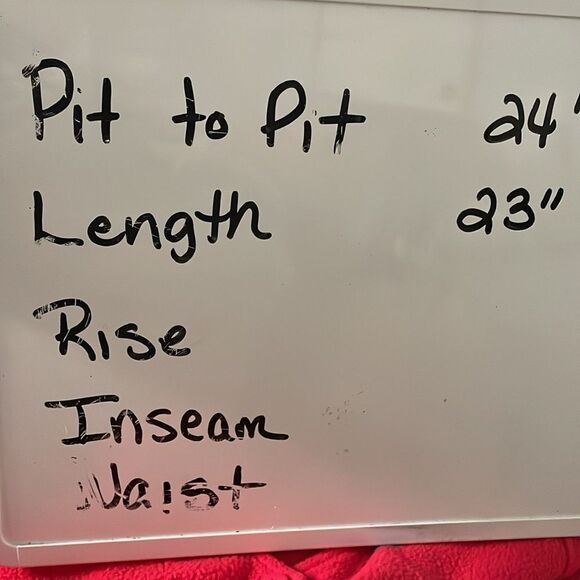 Pit to Pit 24"
Length 23"
Rise
Inseam
Waist